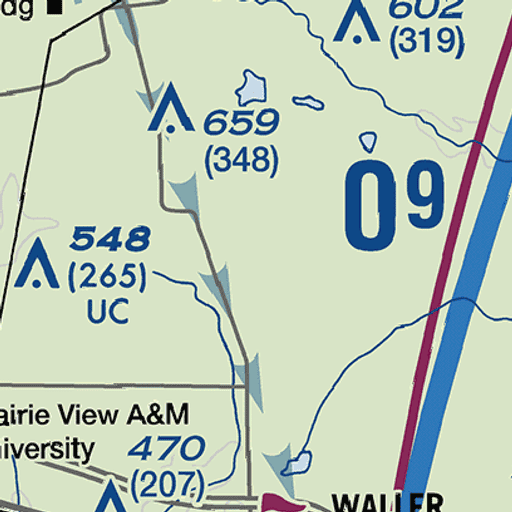 dg
602
(319)
659
(348)
09
548
(265)
UC
airie View A&M
iversity
470
(207)
WALLER